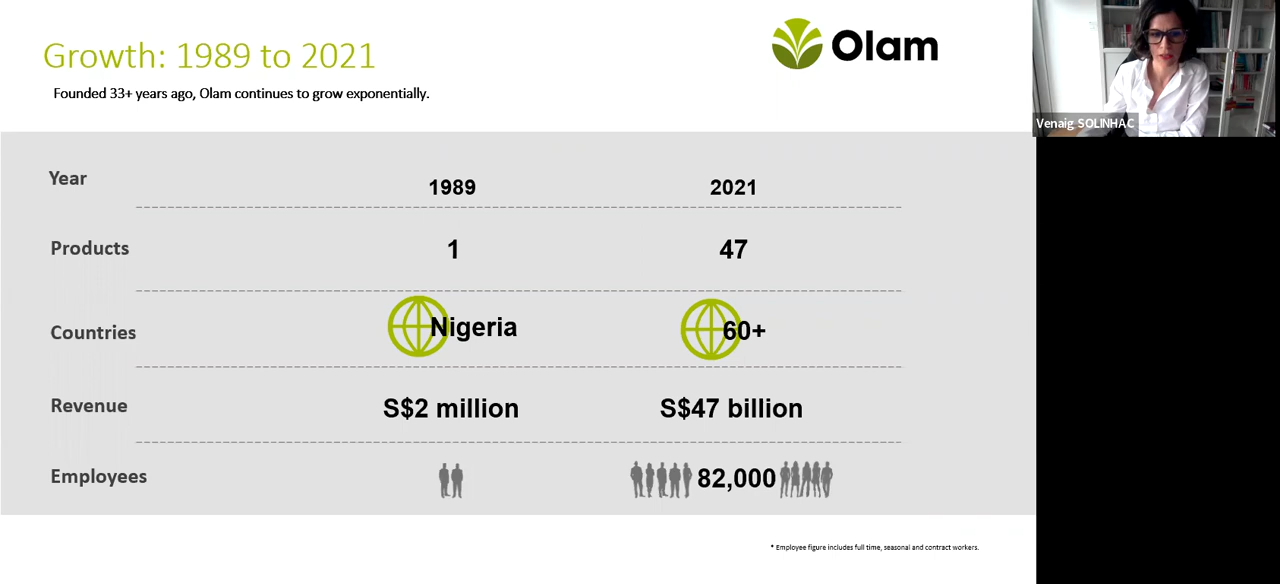 Growth: 1989 to 2021
Olam
Founded 33+ years ago, Olam continues to grow exponentially.
Venaig SOLINHAC
Year 1989 2021
Products 1 47
Countries Nigeria 60+
Revenue S$2 million S$47 billion
Employees 82,000
* Employee figure includes full time, seasonal and contract workers.